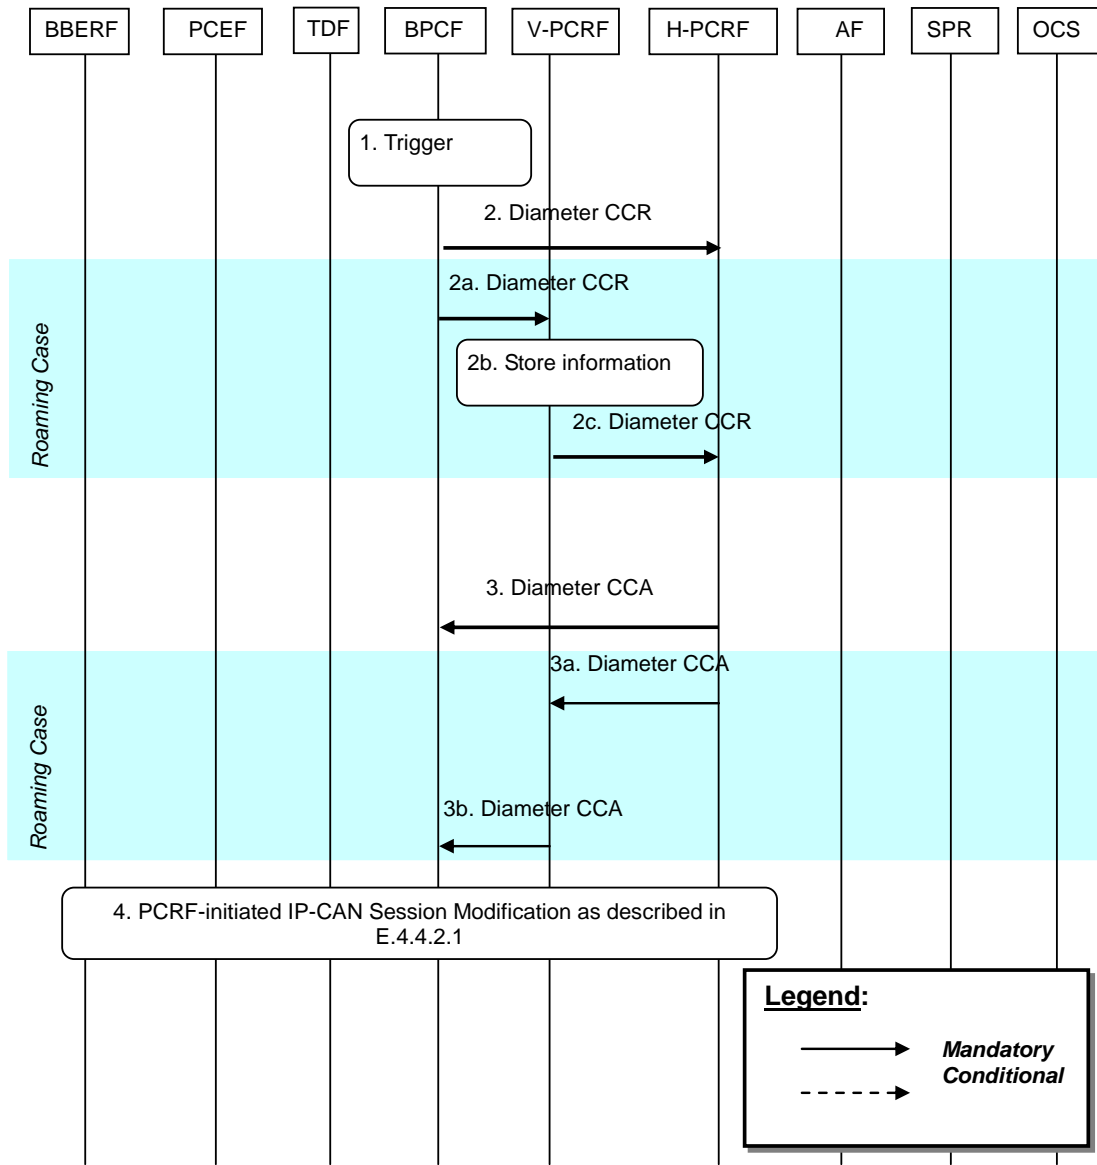 BBERF PCEF TDF BPCF V-PCRF H-PCRF AF SPR OCS
1. Trigger
2. Diameter CCR
Roaming Case
2a. Diameter CCR
2b. Store information
2c. Diameter CCR
3. Diameter CCA
Roaming Case
3a. Diameter CCA
3b. Diameter CCA
4. PCRF-initiated IP-CAN Session Modification as described in
E.4.4.2.1
Legend:
Mandatory
Conditional